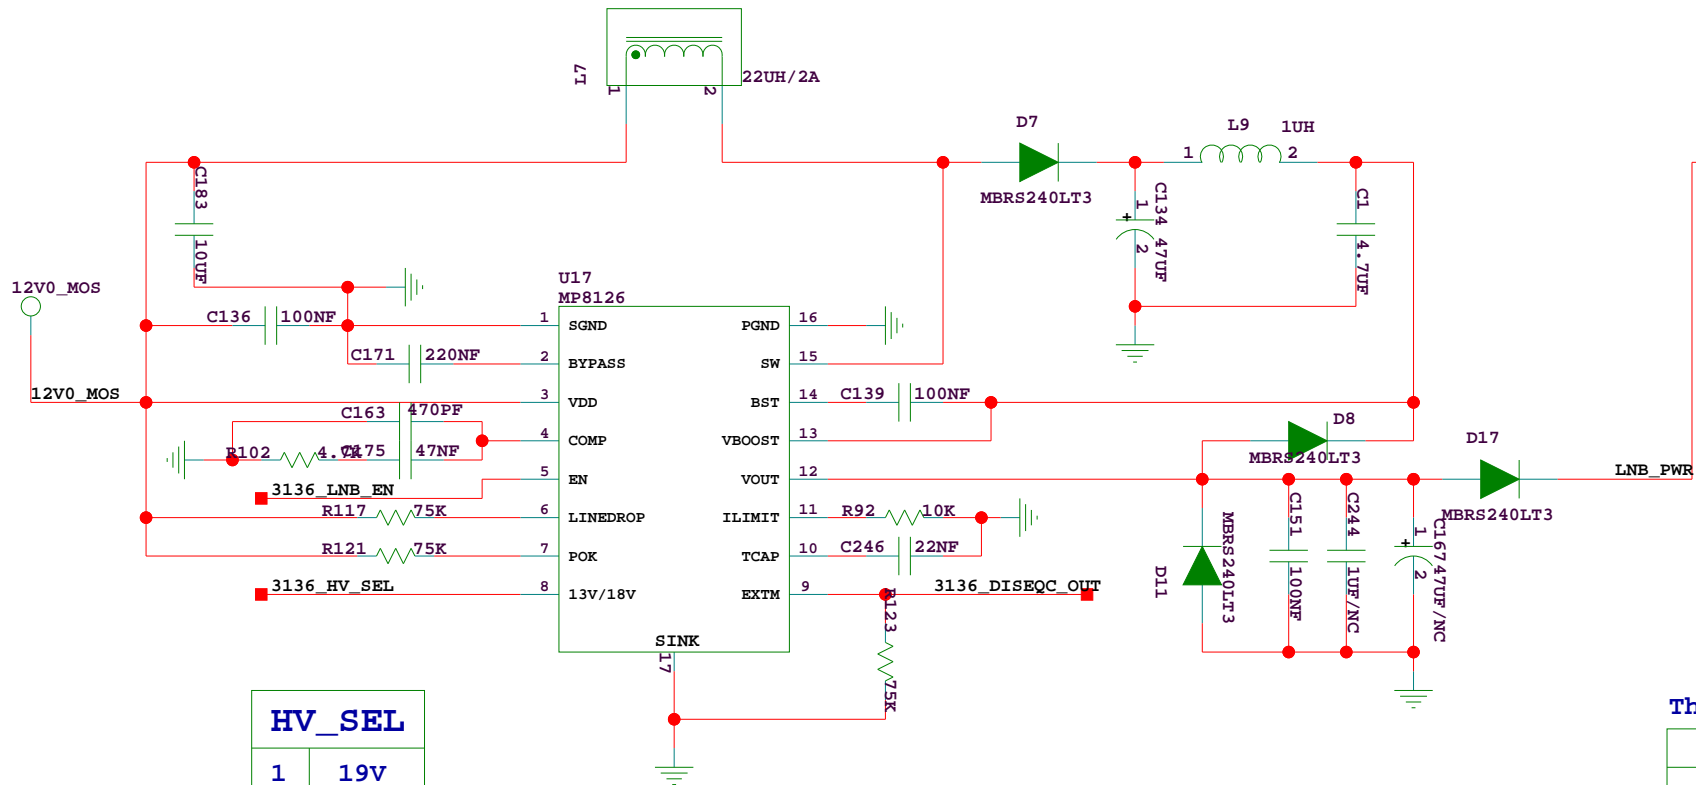 L7
22UH/2A
1
2
D7
MBRS240LT3
L9
1UH
1
2
C183
10UF
C134
47UF
1
+
2
C1
4.7UF
12V0_MOS
12V0_MOS
U17
MP8126
C136
100NF
1
SGND
PGND
16
C171
220NF
2
BYPASS
SW
15
3
VDD
BST
14
C139
100NF
C163
470PF
4
COMP
VBOOST
13
R102
4.7K
C175
47NF
5
EN
VOUT
12
3136_LNB_EN
R117
75K
6
LINEDROP
ILIMIT
11
R92
10K
R121
75K
7
POK
TCAP
10
C246
22NF
3136_HV_SEL
8
13V/18V
EXTM
9
3136_DISEQC_OUT
SINK
17
R123
75K
D8
MBRS240LT3
D17
MBRS240LT3
LNB_PWR
MBRS240LT3
D11
C151
100NF
C244
1UF/NC
C167
47UF/NC
1
+
2
HV_SEL
1
19V
Th